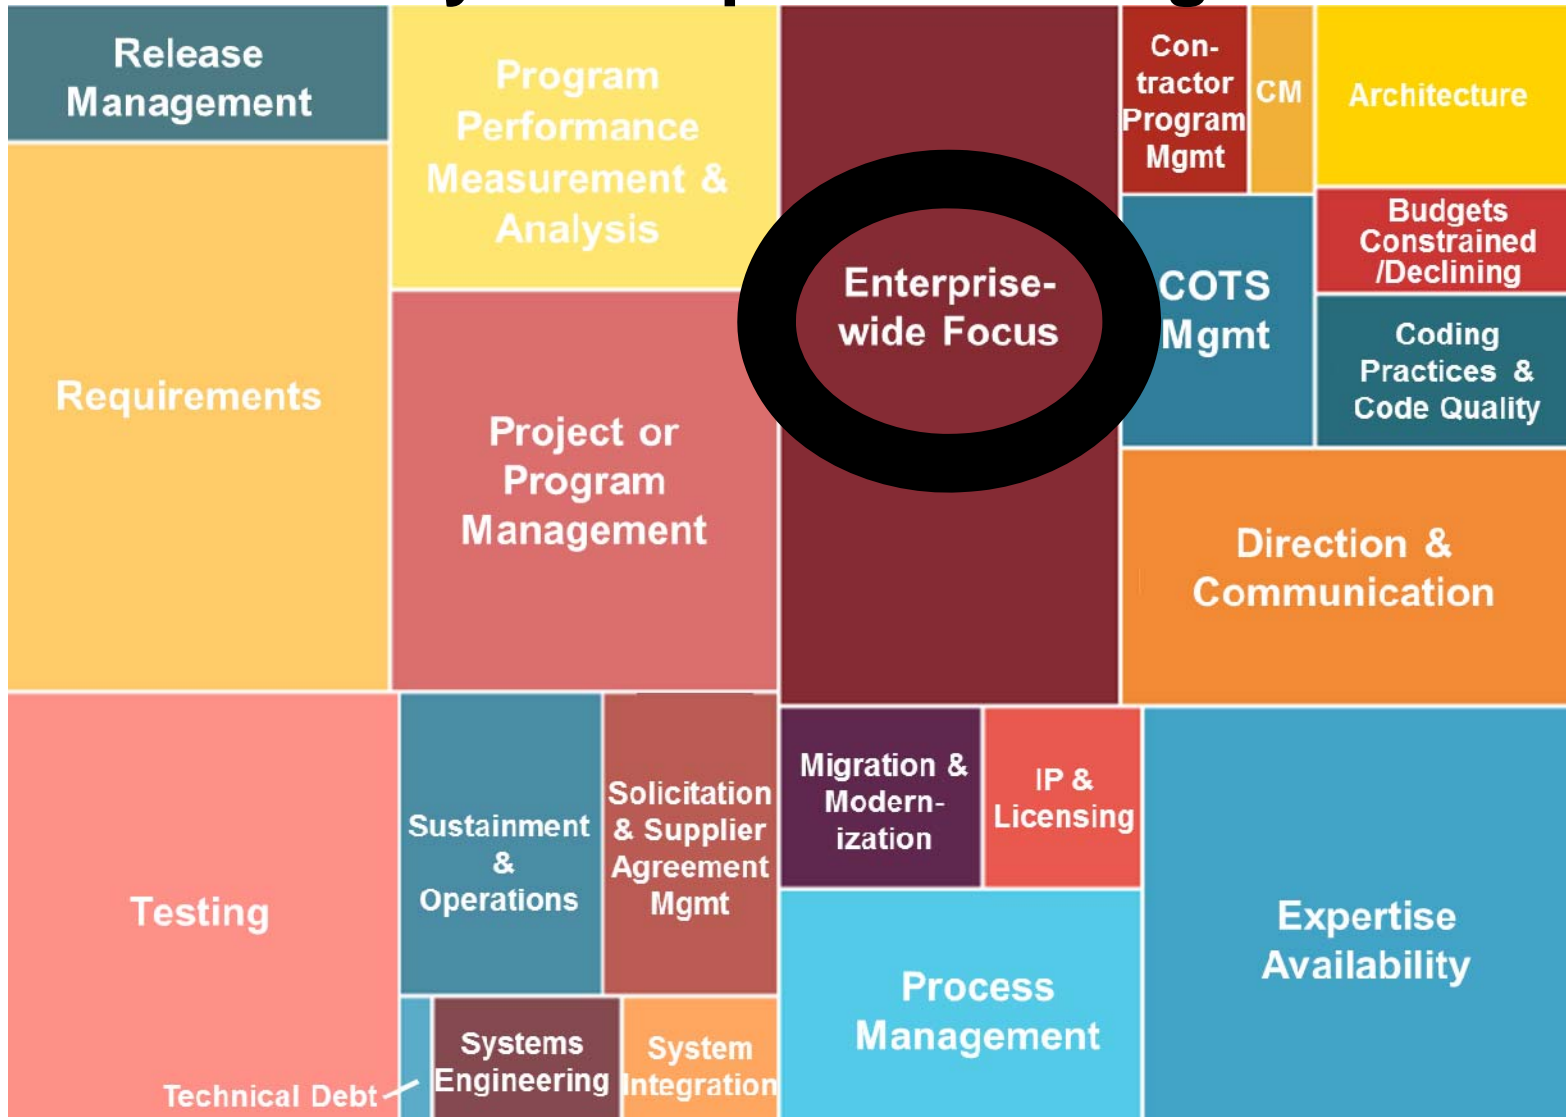 Release
Management
Requirements
Program
Performance
Measurement &
Analysis
Project or
Program
Management
Enterprise-
wide Focus
Con-
tractor
Program
Mgmt
CM
Architecture
Budgets
Constrained
/Declining
COTS
Mgmt
Coding
Practices &
Code Quality
Direction &
Communication
Testing
Sustainment
&
Operations
Solicitation
& Supplier
Agreement
Mgmt
Technical Debt
Systems
Engineering
System
Integration
Migration &
Modern-
ization
IP &
Licensing
Process
Management
Expertise
Availability